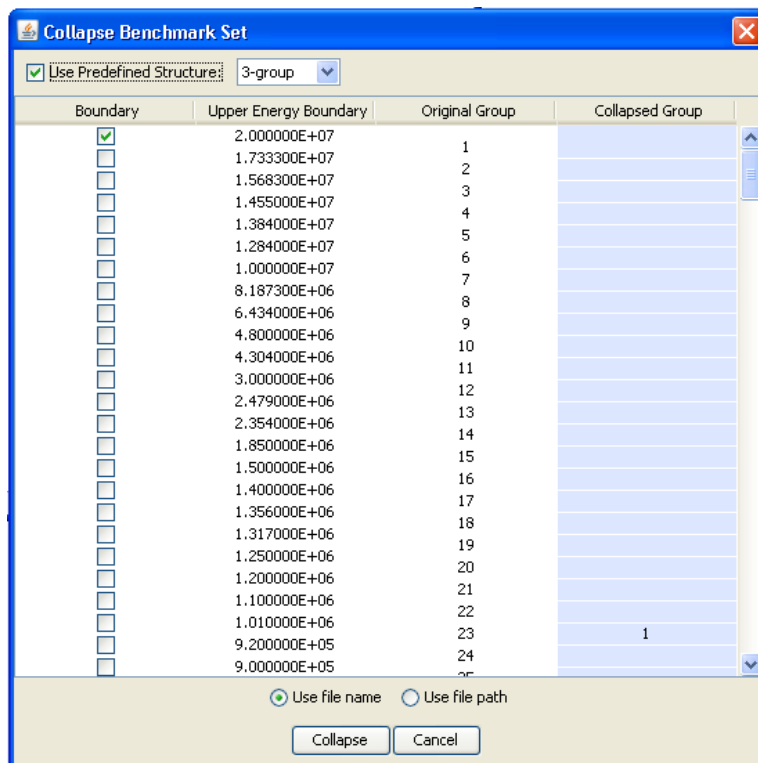 Collapse Benchmark Set
Use Predefined Structure: 3-group
Boundary Upper Energy Boundary Original Group Collapsed Group
2.000000E+07
1
1.733300E+07
2
1.568300E+07
3
1.455000E+07
4
1.384000E+07
5
1.284000E+07
6
1.000000E+07
7
8.187300E+06
8
6.434000E+06
9
4.800000E+06
10
4.304000E+06
11
3.000000E+06
12
2.479000E+06
13
2.354000E+06
14
1.850000E+06
15
1.500000E+06
16
1.400000E+06
17
1.356000E+06
18
1.317000E+06
19
1.250000E+06
20
1.200000E+06
21
1.100000E+06
22
1.010000E+06
23 1
9.200000E+05
24
9.000000E+05
Use file name Use file path
Collapse Cancel